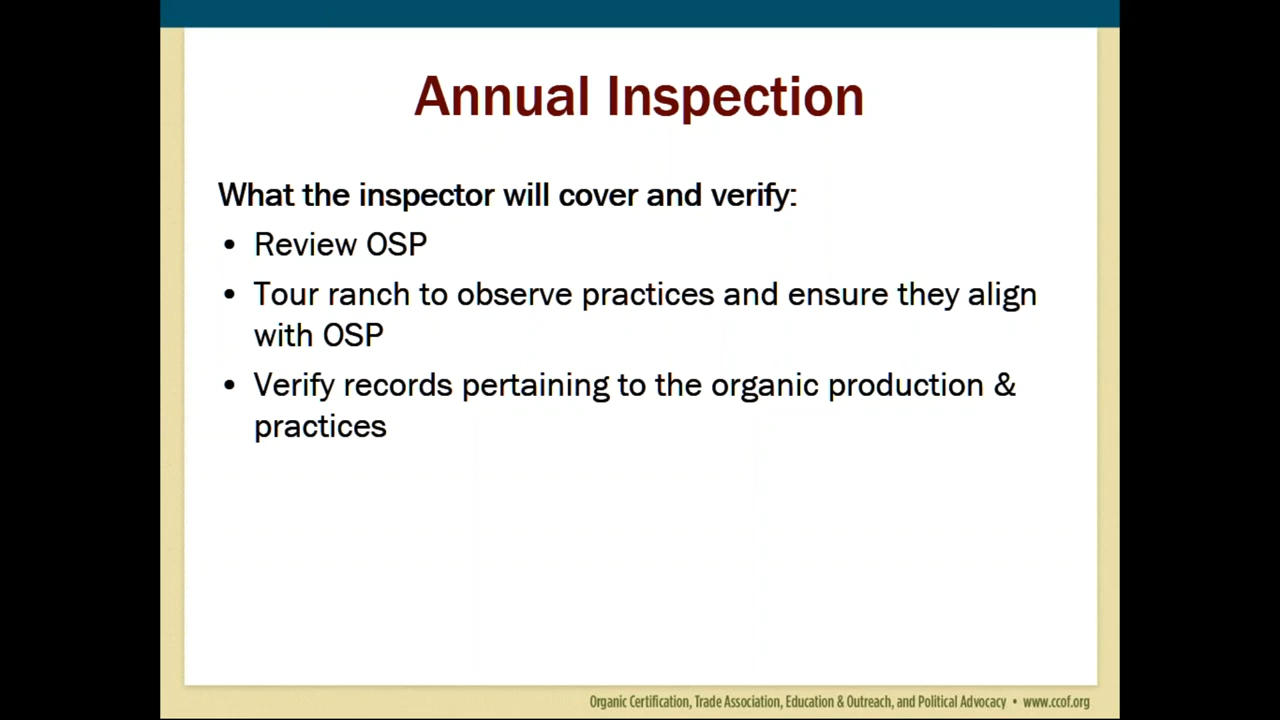 Annual Inspection
What the inspector will cover and verify:
• Review OSP
• Tour ranch to observe practices and ensure they align
with OSP
• Verify records pertaining to the organic production &
practices
Organic Certification, Trade Association, Education & Outreach, and Political Advocacy • www.ccof.org